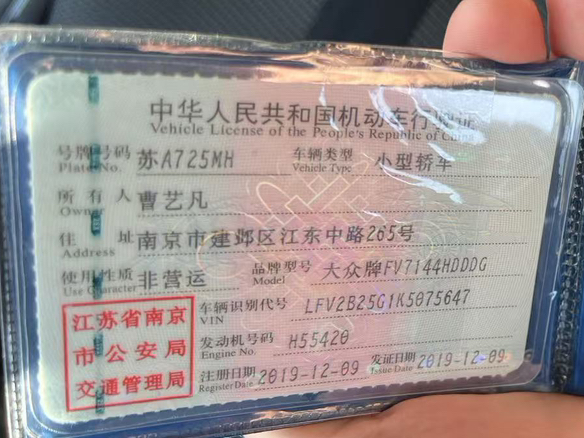 中华人民共和国机动车行驶证
Vehicle License of the People's Republic of China
号牌号码 苏A725MH 车辆类型 小型轿车
Plate No. Vehicle Type
所有人 曹艺凡
Owner
住址 南京市建邺区江东中路265号
Address
使用性质 非营运 品牌型号 大众牌FV7144HDDDG
Use Character Model
车辆识别代号 LFV2B25G1K5075647
VIN
发动机号码 H55420
Engine No.
注册日期 2019-12-09 发证日期 2019-12-09
Register Date Issue Date
江苏省南京
市公安局
交通管理局